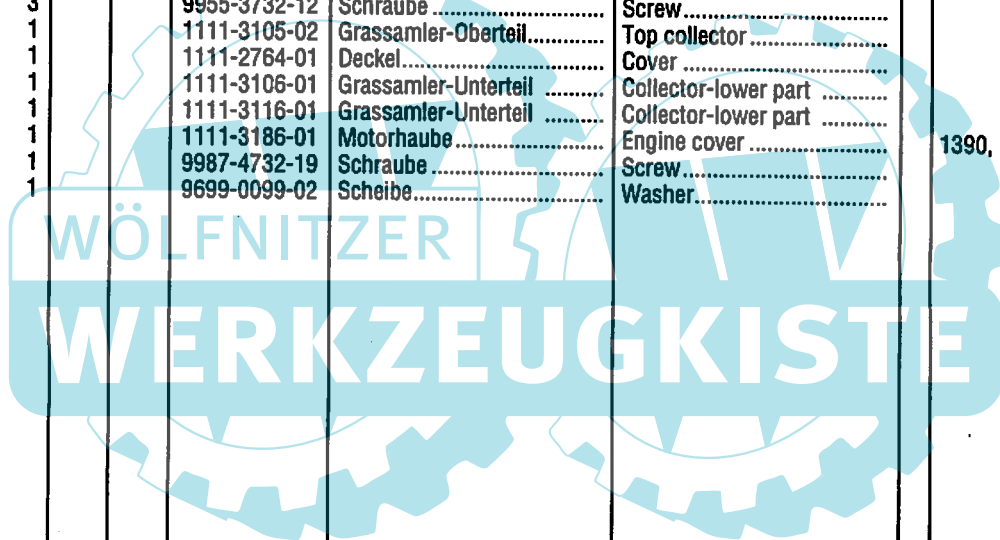 3 9955-3732-12 Schraube Screw
1 1111-3105-02 Grassamler-Oberteil Top collector
1 1111-2764-01 Deckel Cover
1 1111-3106-01 Grassamler-Unterteil Collector-lower part
1 1111-3116-01 Grassamler-Unterteil Collector-lower part
1 1111-3186-01 Motorhaube Engine cover 1390,
1 9987-4732-19 Schraube Screw
1 9699-0099-02 Scheibe Washer
WÖLFNITZER
WERKZEUGKISTE